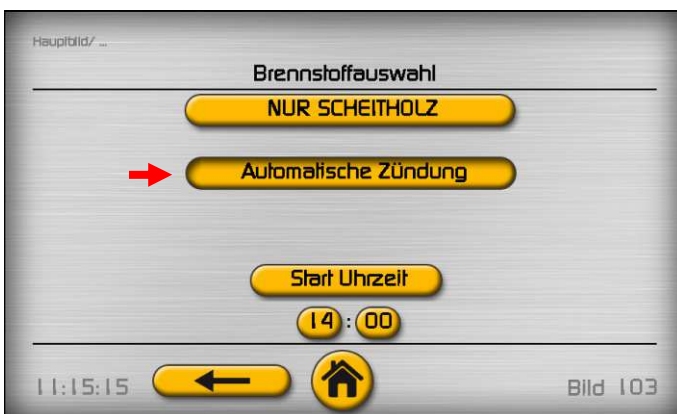 Hauptbild/ ...
Brennstoffauswahl
NUR SCHEITHOLZ
Automatische Zündung
Start Uhrzeit
14 : 00
11:15:15
Bild 103